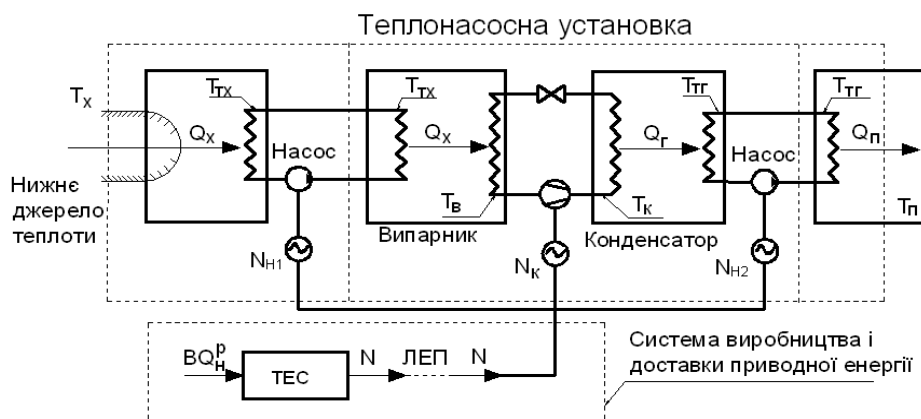 Теплонасосна установка
Tх
Tтх
Tтх
Tтг
Tтг
Qх
Qх
Qг
Qп
Насос
Насос
Нижнє
джерело
теплоти
Tв
Tк
Tп
Випарник
Конденсатор
Nн1
Nк
Nн2
BQнр
ТЕС
N
ЛЕП
N
Система виробництва і
доставки приводної енергії